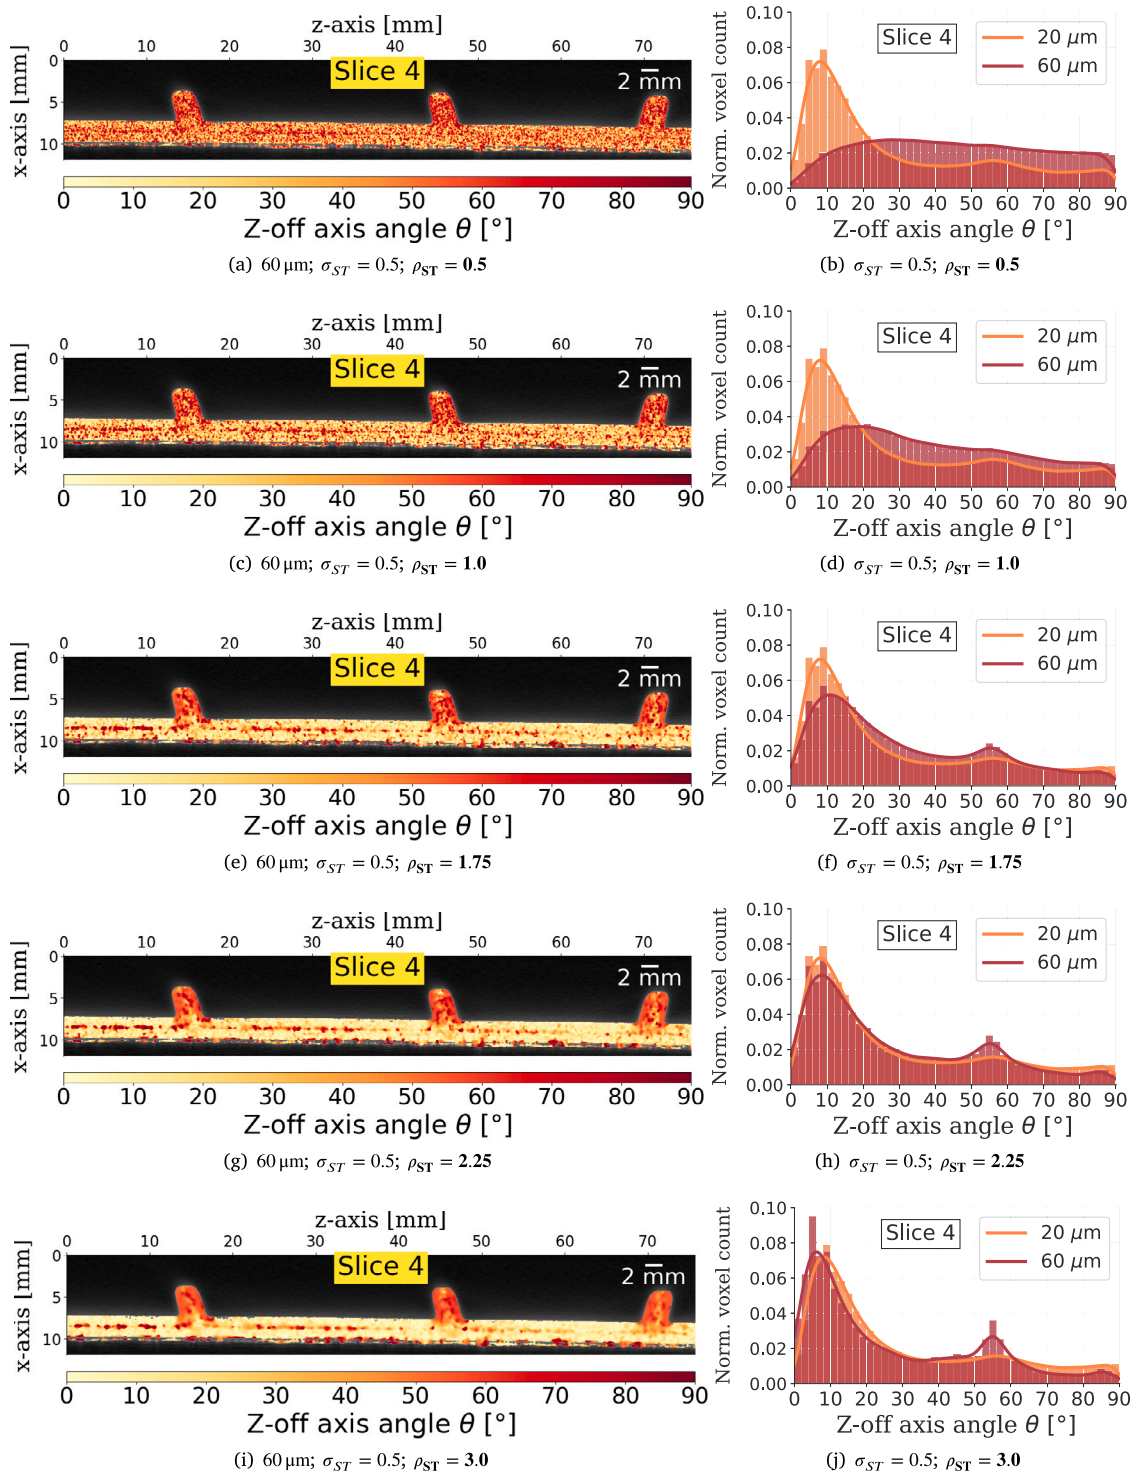 z-axis [mm]
0 10 20 30 40 50 60 70
x-axis [mm]
0
5
10
Slice 4
2 mm
0 10 20 30 40 50 60 70 80 90
Z-off axis angle θ [°]
(a) 60 μm; σST = 0.5; ρST = 0.5
Norm. voxel count
0.10
0.08
0.06
0.04
0.02
0.00
Slice 4
20 μm
60 μm
0 10 20 30 40 50 60 70 80 90
Z-off axis angle θ [°]
(b) σST = 0.5; ρST = 0.5
z-axis [mm]
0 10 20 30 40 50 60 70
x-axis [mm]
0
5
10
Slice 4
2 mm
0 10 20 30 40 50 60 70 80 90
Z-off axis angle θ [°]
(c) 60 μm; σST = 0.5; ρST = 1.0
Norm. voxel count
0.10
0.08
0.06
0.04
0.02
0.00
Slice 4
20 μm
60 μm
0 10 20 30 40 50 60 70 80 90
Z-off axis angle θ [°]
(d) σST = 0.5; ρST = 1.0
z-axis [mm]
0 10 20 30 40 50 60 70
x-axis [mm]
0
5
10
Slice 4
2 mm
0 10 20 30 40 50 60 70 80 90
Z-off axis angle θ [°]
(e) 60 μm; σST = 0.5; ρST = 1.75
Norm. voxel count
0.10
0.08
0.06
0.04
0.02
0.00
Slice 4
20 μm
60 μm
0 10 20 30 40 50 60 70 80 90
Z-off axis angle θ [°]
(f) σST = 0.5; ρST = 1.75
z-axis [mm]
0 10 20 30 40 50 60 70
x-axis [mm]
0
5
10
Slice 4
2 mm
0 10 20 30 40 50 60 70 80 90
Z-off axis angle θ [°]
(g) 60 μm; σST = 0.5; ρST = 2.25
Norm. voxel count
0.10
0.08
0.06
0.04
0.02
0.00
Slice 4
20 μm
60 μm
0 10 20 30 40 50 60 70 80 90
Z-off axis angle θ [°]
(h) σST = 0.5; ρST = 2.25
z-axis [mm]
0 10 20 30 40 50 60 70
x-axis [mm]
0
5
10
Slice 4
2 mm
0 10 20 30 40 50 60 70 80 90
Z-off axis angle θ [°]
(i) 60 μm; σST = 0.5; ρST = 3.0
Norm. voxel count
0.10
0.08
0.06
0.04
0.02
0.00
Slice 4
20 μm
60 μm
0 10 20 30 40 50 60 70 80 90
Z-off axis angle θ [°]
(j) σST = 0.5; ρST = 3.0